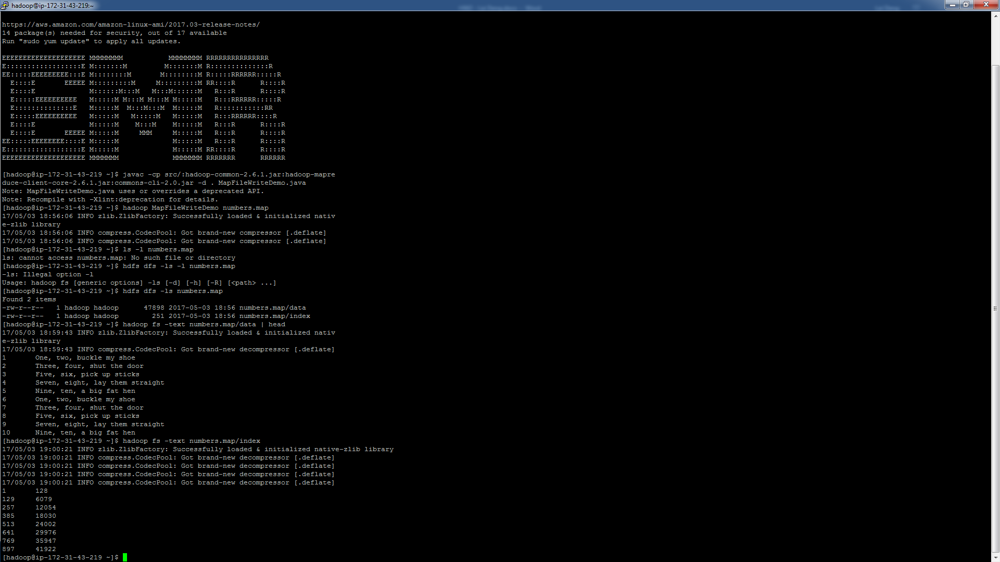 hadoop@ip-172-31-43-219:~
https://aws.amazon.com/amazon-linux-ami/2017.03-release-notes/
14 package(s) needed for security, out of 17 available
Run "sudo yum update" to apply all updates.
EEEEEEEEEEEEEEEEEEEE MMMMMMMM           MMMMMMMM RRRRRRRRRRRRRRR
E::::::::::::::::::E M:::::::M         M:::::::M R::::::::::::::R
EE:::::EEEEEEEEE:::E M::::::::M       M::::::::M R:::::RRRRRR:::::R
  E::::E       EEEEE M:::::::::M     M:::::::::M RR::::R      R::::R
  E::::E             M::::::M:::M   M:::M::::::M   R:::R      R::::R
  E:::::EEEEEEEEEE   M:::::M M:::M M:::M M:::::M   R:::RRRRRR:::::R
  E::::::::::::::E   M:::::M  M:::M:::M  M:::::M   R:::::::::::RR
  E:::::EEEEEEEEEE   M:::::M   M:::::M   M:::::M   R:::RRRRRR::::R
  E::::E             M:::::M    M:::M    M:::::M   R:::R      R::::R
  E::::E       EEEEE M:::::M     MMM     M:::::M   R:::R      R::::R
EE:::::EEEEEEEE::::E M:::::M             M:::::M   R:::R      R::::R
E::::::::::::::::::E M:::::M             M:::::M RR::::R      R::::R
EEEEEEEEEEEEEEEEEEEE MMMMMMM             MMMMMMM RRRRRRR      RRRRRR
[hadoop@ip-172-31-43-219 ~]$ javac -cp src/:hadoop-common-2.6.1.jar:hadoop-mapre
duce-client-core-2.6.1.jar:commons-cli-2.0.jar -d . MapFileWriteDemo.java
Note: MapFileWriteDemo.java uses or overrides a deprecated API.
Note: Recompile with -Xlint:deprecation for details.
[hadoop@ip-172-31-43-219 ~]$ hadoop MapFileWriteDemo numbers.map
17/05/03 18:56:06 INFO zlib.ZlibFactory: Successfully loaded & initialized nativ
e-zlib library
17/05/03 18:56:06 INFO compress.CodecPool: Got brand-new compressor [.deflate]
17/05/03 18:56:06 INFO compress.CodecPool: Got brand-new compressor [.deflate]
[hadoop@ip-172-31-43-219 ~]$ ls -l numbers.map
ls: cannot access numbers.map: No such file or directory
[hadoop@ip-172-31-43-219 ~]$ hdfs dfs -ls -l numbers.map
-ls: Illegal option -l
Usage: hadoop fs [generic options] -ls [-d] [-h] [-R] [<path> ...]
[hadoop@ip-172-31-43-219 ~]$ hdfs dfs -ls numbers.map
Found 2 items
-rw-r--r--   1 hadoop hadoop      47898 2017-05-03 18:56 numbers.map/data
-rw-r--r--   1 hadoop hadoop        251 2017-05-03 18:56 numbers.map/index
[hadoop@ip-172-31-43-219 ~]$ hadoop fs -text numbers.map/data | head
17/05/03 18:59:43 INFO zlib.ZlibFactory: Successfully loaded & initialized nativ
e-zlib library
17/05/03 18:59:43 INFO compress.CodecPool: Got brand-new decompressor [.deflate]
1       One, two, buckle my shoe
2       Three, four, shut the door
3       Five, six, pick up sticks
4       Seven, eight, lay them straight
5       Nine, ten, a big fat hen
6       One, two, buckle my shoe
7       Three, four, shut the door
8       Five, six, pick up sticks
9       Seven, eight, lay them straight
10      Nine, ten, a big fat hen
[hadoop@ip-172-31-43-219 ~]$ hadoop fs -text numbers.map/index
17/05/03 19:00:21 INFO zlib.ZlibFactory: Successfully loaded & initialized native-zlib library
17/05/03 19:00:21 INFO compress.CodecPool: Got brand-new decompressor [.deflate]
17/05/03 19:00:21 INFO compress.CodecPool: Got brand-new decompressor [.deflate]
17/05/03 19:00:21 INFO compress.CodecPool: Got brand-new decompressor [.deflate]
17/05/03 19:00:21 INFO compress.CodecPool: Got brand-new decompressor [.deflate]
1       128
129     6079
257     12054
385     18030
513     24002
641     29976
769     35947
897     41922
[hadoop@ip-172-31-43-219 ~]$